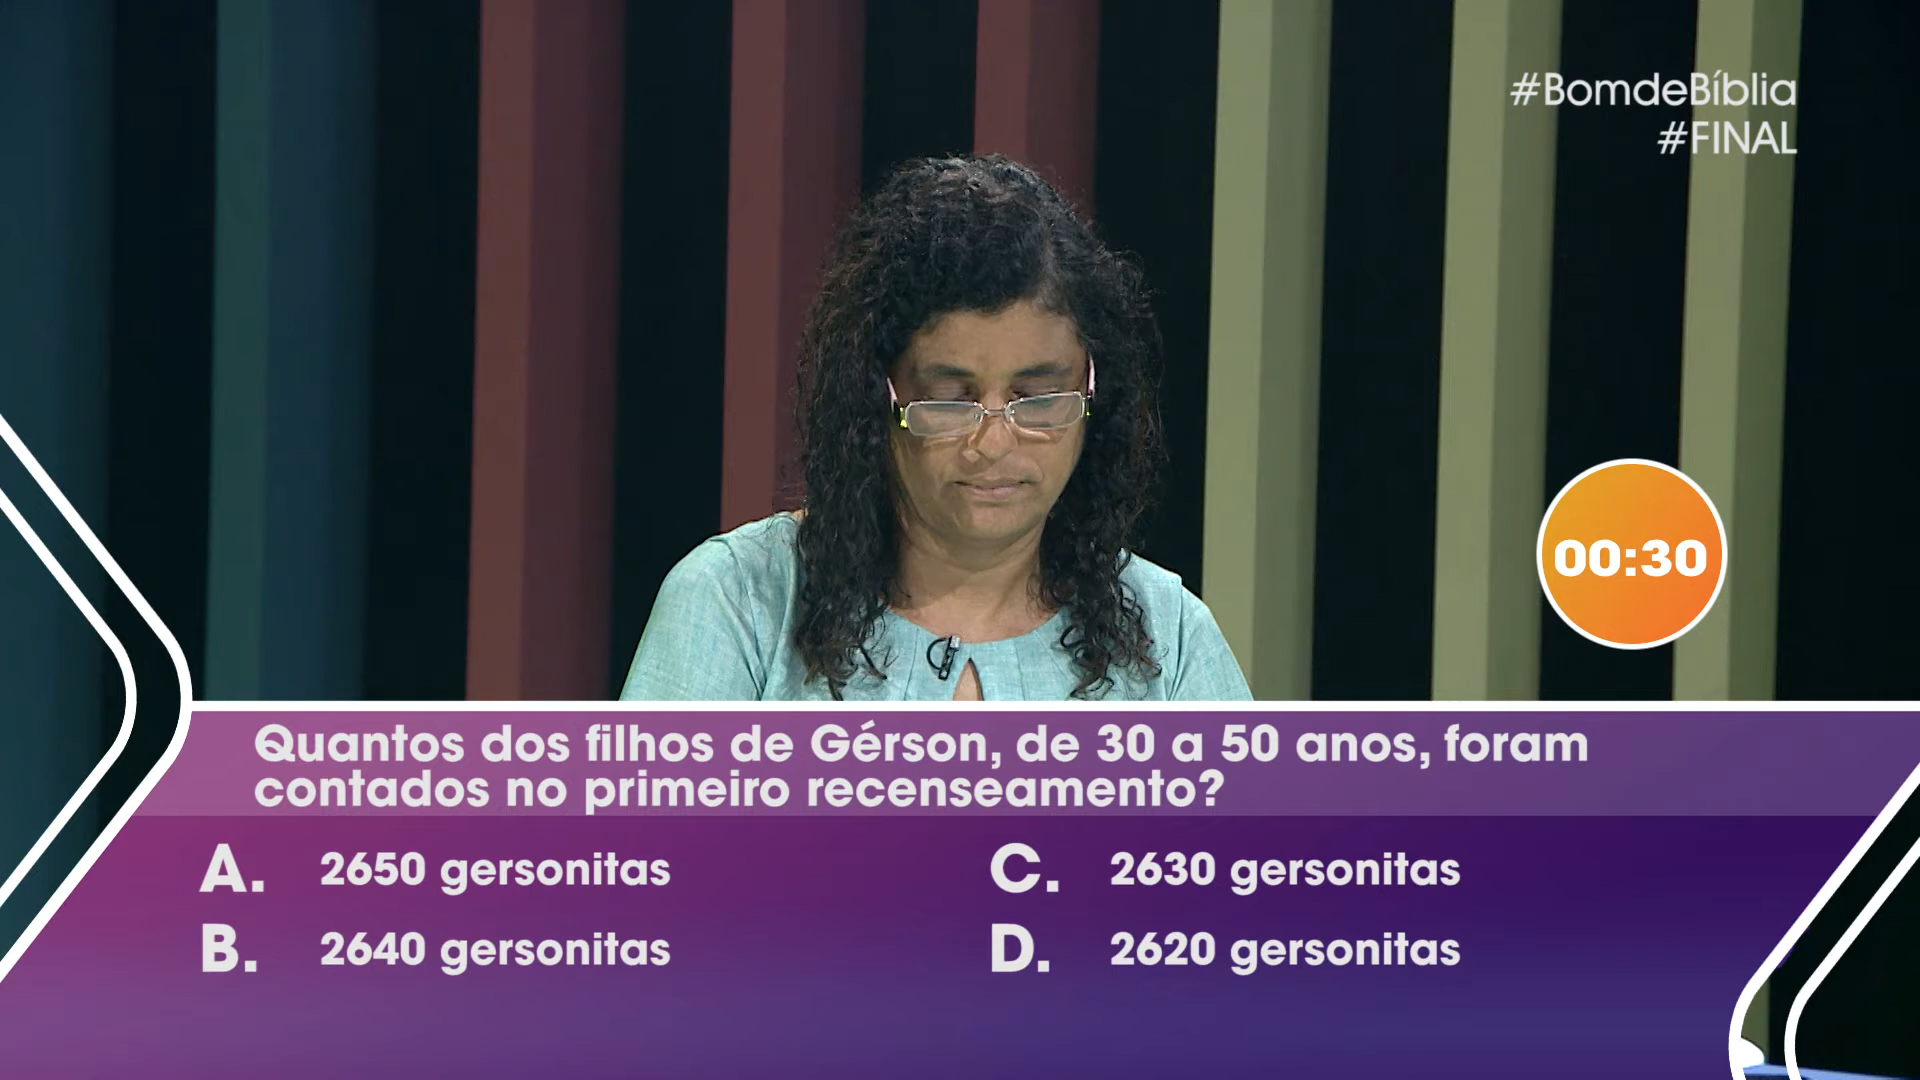 #BomdeBíblia
#FINAL
00:30
Quantos dos filhos de Gérson, de 30 a 50 anos, foram
contados no primeiro recenseamento?
A. 2650 gersonitas
C. 2630 gersonitas
B. 2640 gersonitas
D. 2620 gersonitas